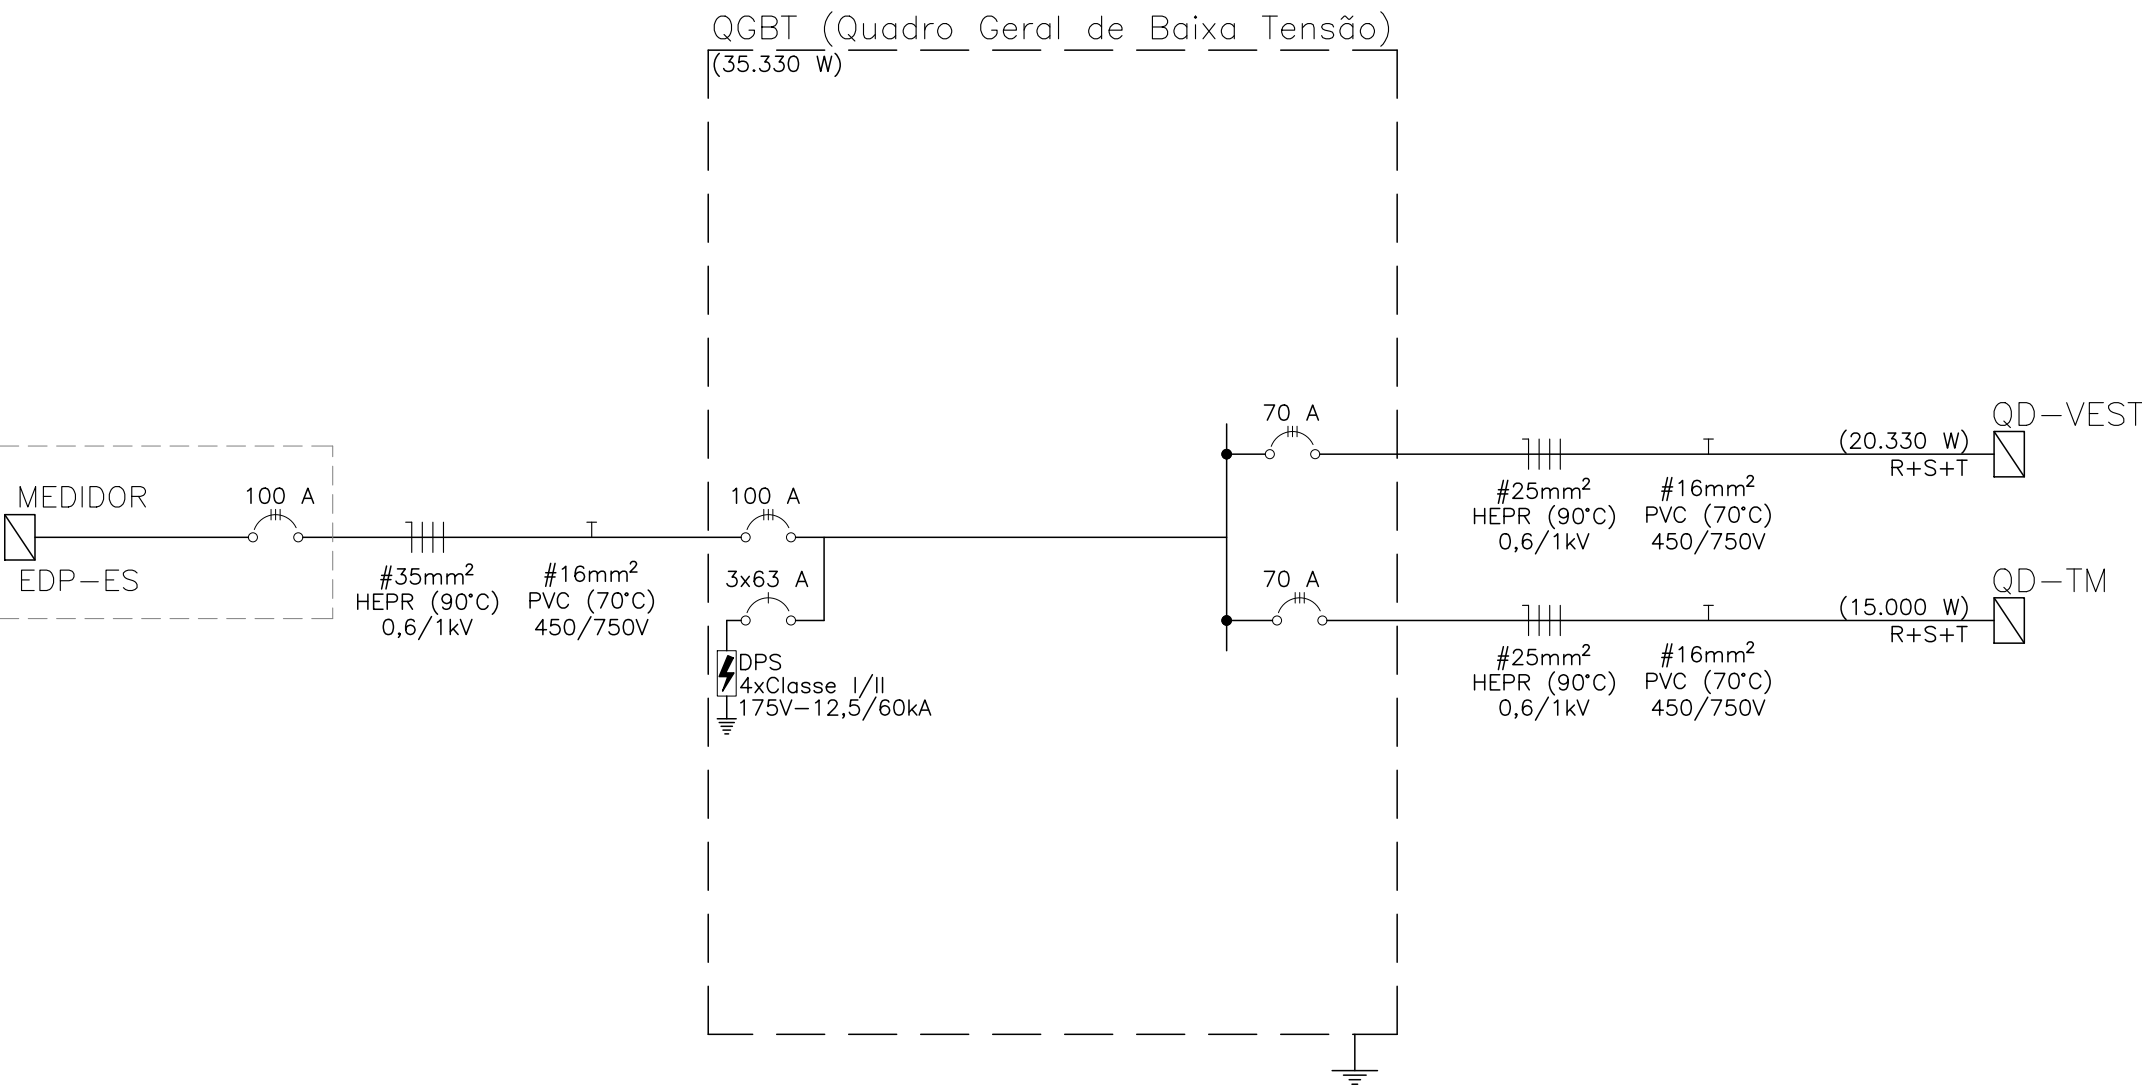 QGBT (Quadro Geral de Baixa Tensão)
(35.330 W)
MEDIDOR
EDP-ES
100 A
#35mm²
HEPR (90°C)
0,6/1kV
#16mm²
PVC (70°C)
450/750V
100 A
3x63 A
DPS
4xClasse I/II
175V-12,5/60kA
70 A
#25mm²
HEPR (90°C)
0,6/1kV
#16mm²
PVC (70°C)
450/750V
(20.330 W)
R+S+T
QD-VEST
70 A
#25mm²
HEPR (90°C)
0,6/1kV
#16mm²
PVC (70°C)
450/750V
(15.000 W)
R+S+T
QD-TM